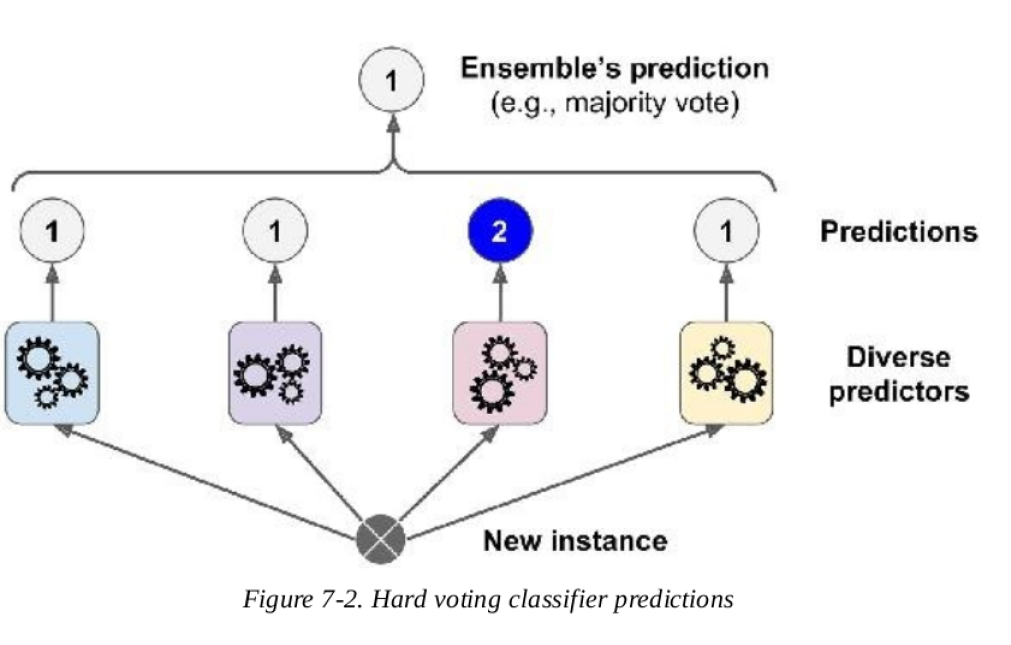 1
Ensemble's prediction
(e.g., majority vote)
1 1 2 1
Predictions
Diverse
predictors
New instance
Figure 7-2. Hard voting classifier predictions